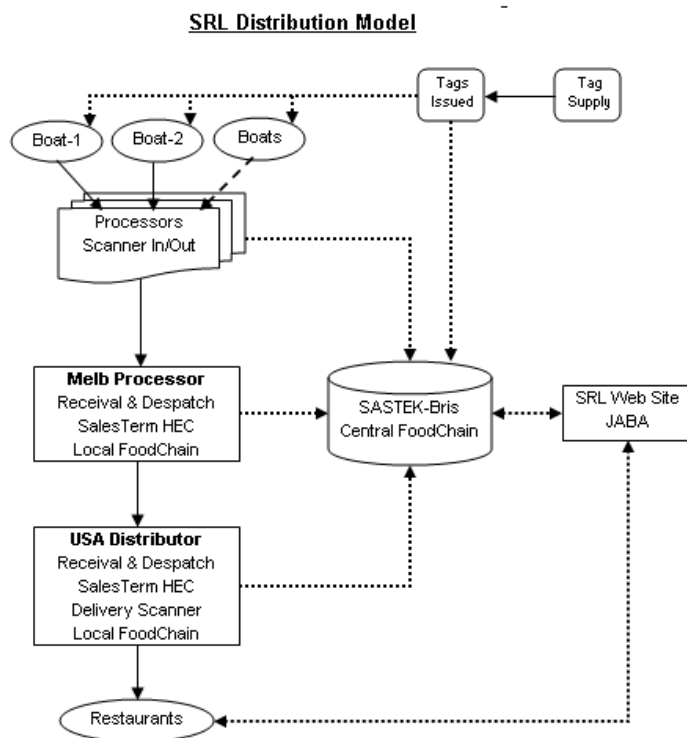 SRL Distribution Model
Tags
Issued
Tag
Supply
Boat-1
Boat-2
Boats
Processors
Scanner In/Out
Melb Processor
Receival & Despatch
SalesTerm HEC
Local FoodChain
SASTEK-Bris
Central FoodChain
SRL Web Site
JABA
USA Distributor
Receival & Despatch
SalesTerm HEC
Delivery Scanner
Local FoodChain
Restaurants